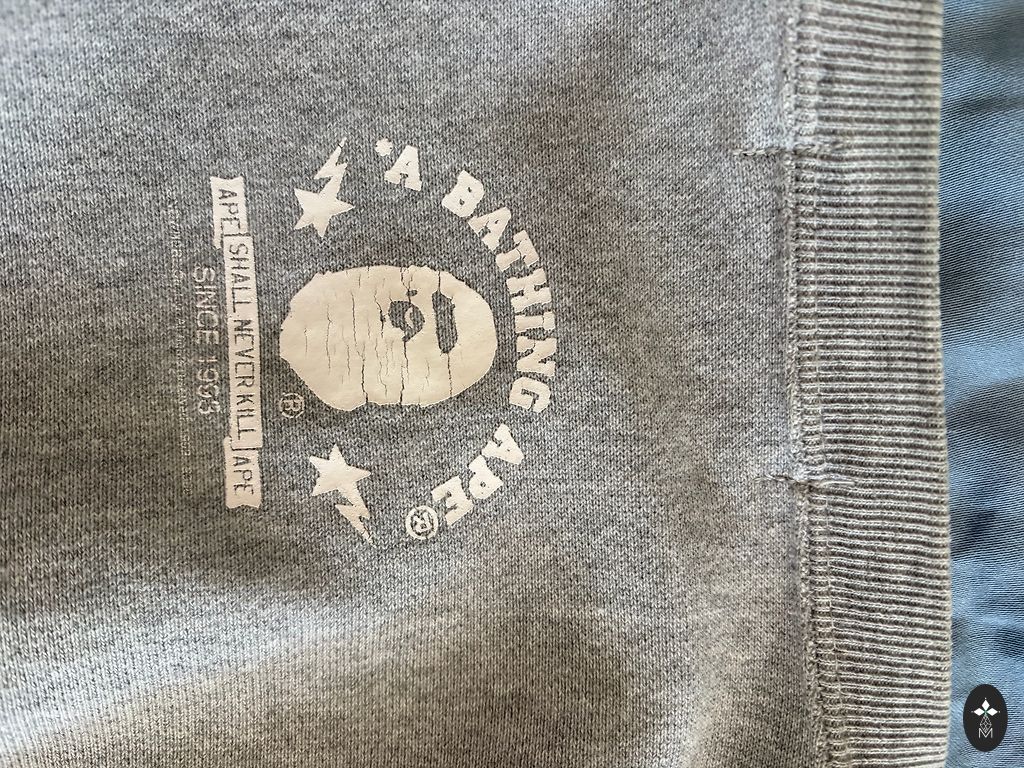 *A BATHING APE®
®
APE SHALL NEVER KILL APE
SINCE 1993
M